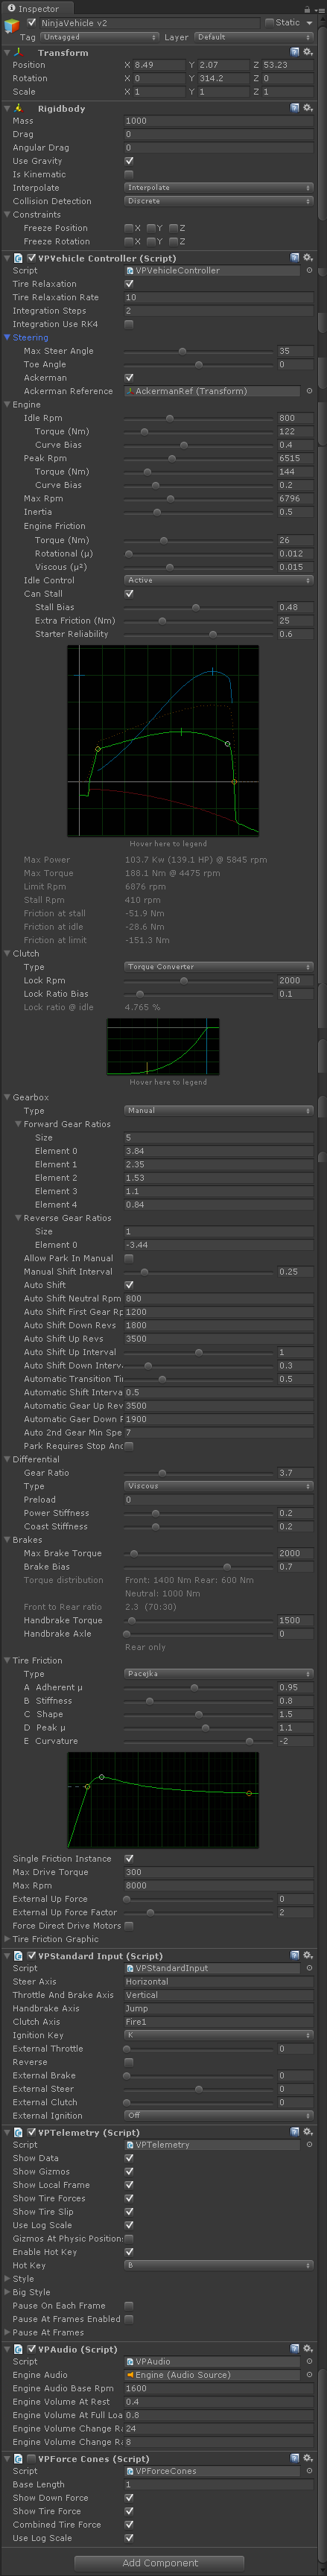 Inspector
NinjaVehicle v2 Static
Tag Untagged Layer Default
Transform
Position X 8.49 Y 2.07 Z 53.23
Rotation X 0 Y 314.2 Z 0
Scale X 1 Y 1 Z 1
Rigidbody
Mass 1000
Drag 0
Angular Drag 0
Use Gravity
Is Kinematic
Interpolate Interpolate
Collision Detection Discrete
Constraints
Freeze Position X Y Z
Freeze Rotation X Y Z
VPVehicle Controller (Script)
Script VPVehicleController
Tire Relaxation
Tire Relaxation Rate 10
Integration Steps 2
Integration Use RK4
Steering
Max Steer Angle 35
Toe Angle 0
Ackerman
Ackerman Reference AckermanRef (Transform)
Engine
Idle Rpm 800
Torque (Nm) 122
Curve Bias 0.4
Peak Rpm 6515
Torque (Nm) 144
Curve Bias 0.2
Max Rpm 6796
Inertia 0.5
Engine Friction
Torque (Nm) 26
Rotational (μ) 0.012
Viscous (μ²) 0.015
Idle Control Active
Can Stall
Stall Bias 0.48
Extra Friction (Nm) 25
Starter Reliability 0.6
Hover here to legend
Max Power 103.7 Kw (139.1 HP) @ 5845 rpm
Max Torque 188.1 Nm @ 4475 rpm
Limit Rpm 6876 rpm
Stall Rpm 410 rpm
Friction at stall -51.9 Nm
Friction at idle -28.6 Nm
Friction at limit -151.3 Nm
Clutch
Type Torque Converter
Lock Rpm 2000
Lock Ratio Bias 0.1
Lock ratio @ idle 4.765 %
Hover here to legend
Gearbox
Type Manual
Forward Gear Ratios
Size 5
Element 0 3.84
Element 1 2.35
Element 2 1.53
Element 3 1.1
Element 4 0.84
Reverse Gear Ratios
Size 1
Element 0 -3.44
Allow Park In Manual
Manual Shift Interval 0.25
Auto Shift
Auto Shift Neutral Rpm 800
Auto Shift First Gear Rp 1200
Auto Shift Down Revs 1800
Auto Shift Up Revs 3500
Auto Shift Up Interval 1
Auto Shift Down Interva 0.3
Automatic Transition Tir 0.5
Automatic Shift Interva 0.5
Automatic Gear Up Rev 3500
Automatic Gaer Down F 1900
Auto 2nd Gear Min Spe 7
Park Requires Stop And
Differential
Gear Ratio 3.7
Type Viscous
Preload 0
Power Stiffness 0.2
Coast Stiffness 0.2
Brakes
Max Brake Torque 2000
Brake Bias 0.7
Torque distribution Front: 1400 Nm Rear: 600 Nm
Neutral: 1000 Nm
Front to Rear ratio 2.3 (70:30)
Handbrake Torque 1500
Handbrake Axle 0
Rear only
Tire Friction
Type Pacejka
A Adherent μ 0.95
B Stiffness 0.8
C Shape 1.5
D Peak μ 1.1
E Curvature -2
Single Friction Instance
Max Drive Torque 300
Max Rpm 8000
External Up Force 0
External Up Force Factor 2
Force Direct Drive Motors
Tire Friction Graphic
VPStandard Input (Script)
Script VPStandardInput
Steer Axis Horizontal
Throttle And Brake Axis Vertical
Handbrake Axis Jump
Clutch Axis Fire1
Ignition Key K
External Throttle 0
Reverse
External Brake 0
External Steer 0
External Clutch 0
External Ignition Off
VPTelemetry (Script)
Script VPTelemetry
Show Data
Show Gizmos
Show Local Frame
Show Tire Forces
Show Tire Slip
Use Log Scale
Gizmos At Physic Position
Enable Hot Key
Hot Key B
Style
Big Style
Pause On Each Frame
Pause At Frames Enabled
Pause At Frames
VPAudio (Script)
Script VPAudio
Engine Audio Engine (Audio Source)
Engine Audio Base Rpm 1600
Engine Volume At Rest 0.4
Engine Volume At Full Loa 0.8
Engine Volume Change Ra 24
Engine Volume Change Ra 8
VPForce Cones (Script)
Script VPForceCones
Base Length 1
Show Down Force
Show Tire Force
Combined Tire Force
Use Log Scale
Add Component